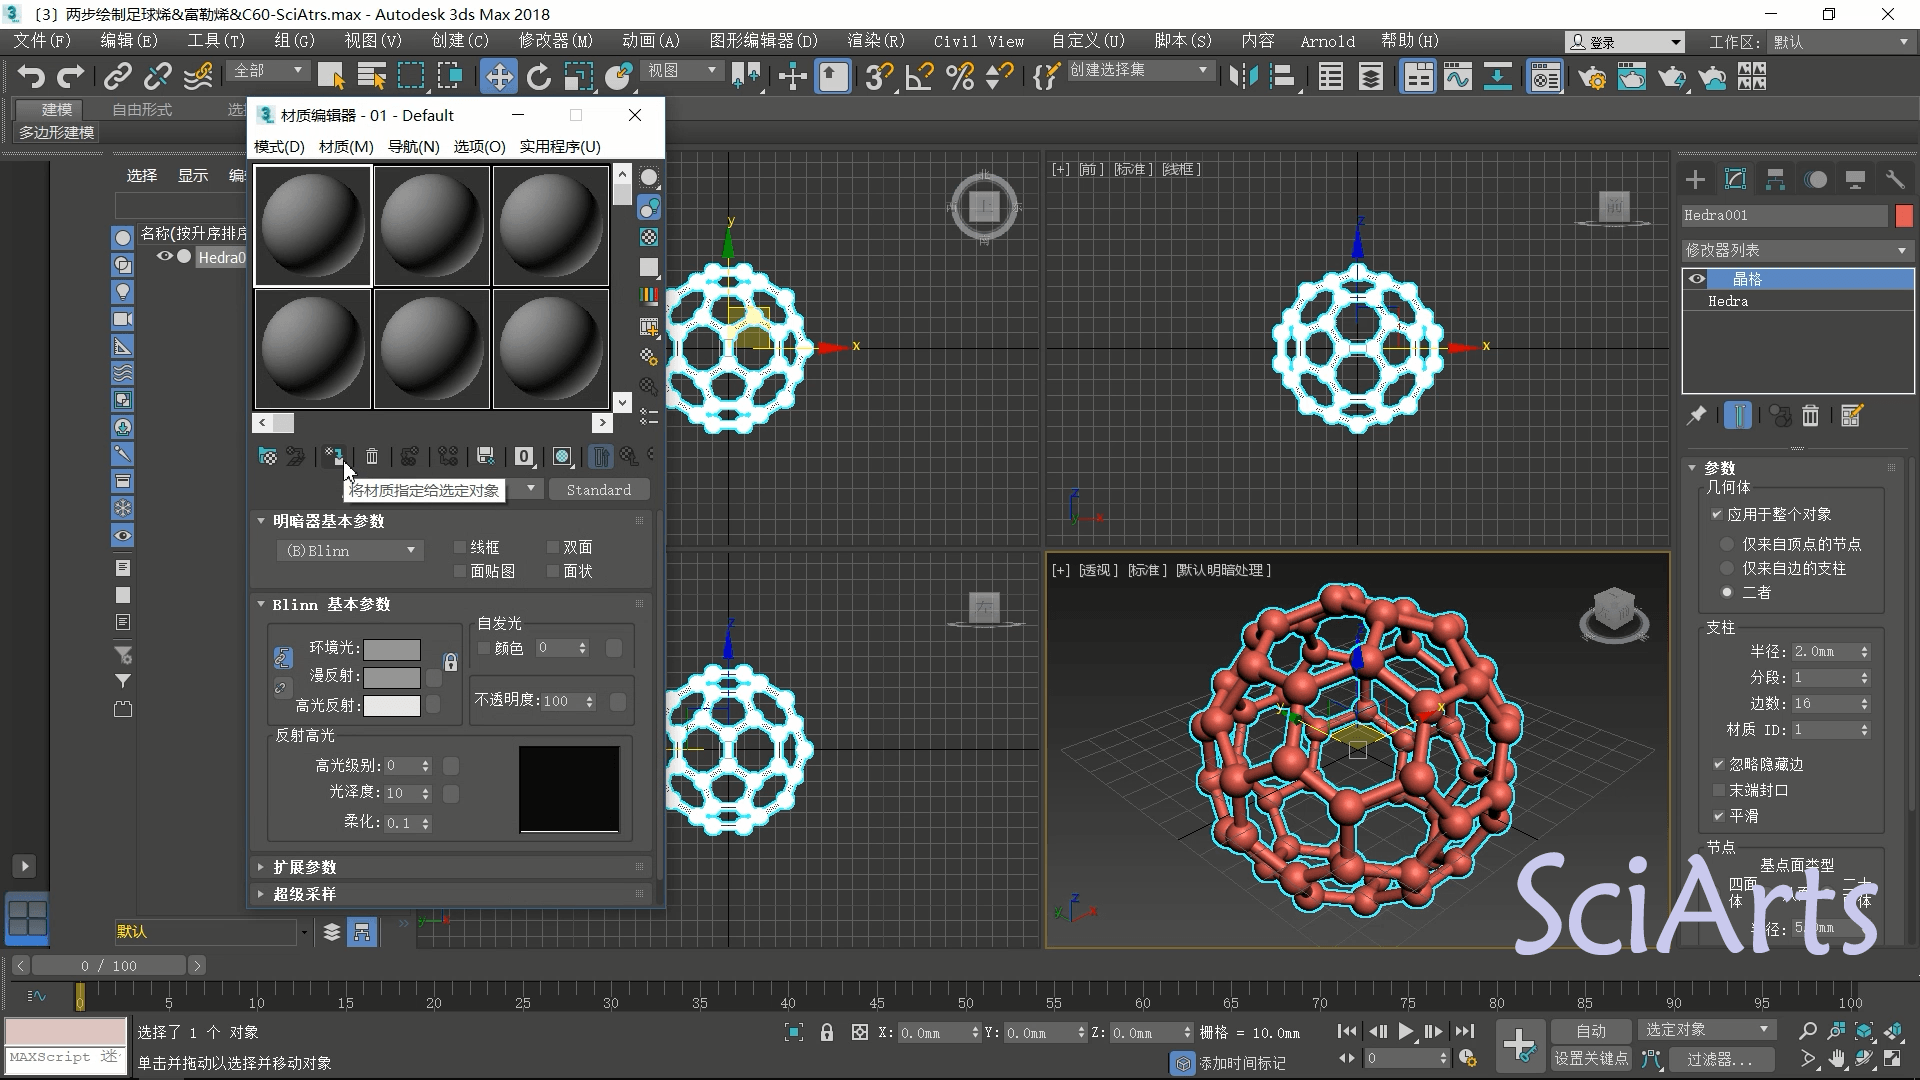 〔3〕两步绘制足球烯&富勒烯&C60-SciAtrs.max - Autodesk 3ds Max 2018
文件(F) 编辑(E) 工具(T) 组(G) 视图(V) 创建(C) 修改器(M) 动画(A) 图形编辑器(D) 渲染(R) Civil View 自定义(U) 脚本(S) 内容 Arnold 帮助(H) 登录 工作区: 默认
全部 视图 创建选择集
建模 自由形式
多边形建模
材质编辑器 - 01 - Default
模式(D) 材质(M) 导航(N) 选项(O) 实用程序(U)
选择 显示
名称(按升序排序
Hedra0
将材质指定给选定对象
Standard
明暗器基本参数
(B)Blinn 线框 双面
面贴图 面状
Blinn 基本参数
自发光
环境光: 颜色 0
漫反射:
高光反射: 不透明度: 100
反射高光
高光级别: 0
光泽度: 10
柔化: 0.1
扩展参数
超级采样
[+] [前] [标准] [线框]
[+] [透视] [标准] [默认明暗处理]
上
北
南
西
东
前
左
Hedra001
修改器列表
晶格
Hedra
参数
几何体
应用于整个对象
仅来自顶点的节点
仅来自边的支柱
二者
支柱
半径: 2.0mm
分段: 1
边数: 16
材质 ID: 1
忽略隐藏边
末端封口
平滑
节点
基点面类型
四面
体
SciArts
默认
0 / 100
0 5 10 15 20 25 30 35 40 45 50 55 60 65 70 75 80 85 90 95 100
选择了 1 个 对象
X: 0.0mm Y: 0.0mm Z: 0.0mm 栅格 = 10.0mm
自动 选定对象
MAXScript 迷
单击并拖动以选择并移动对象
添加时间标记
0
设置关键点 过滤器...